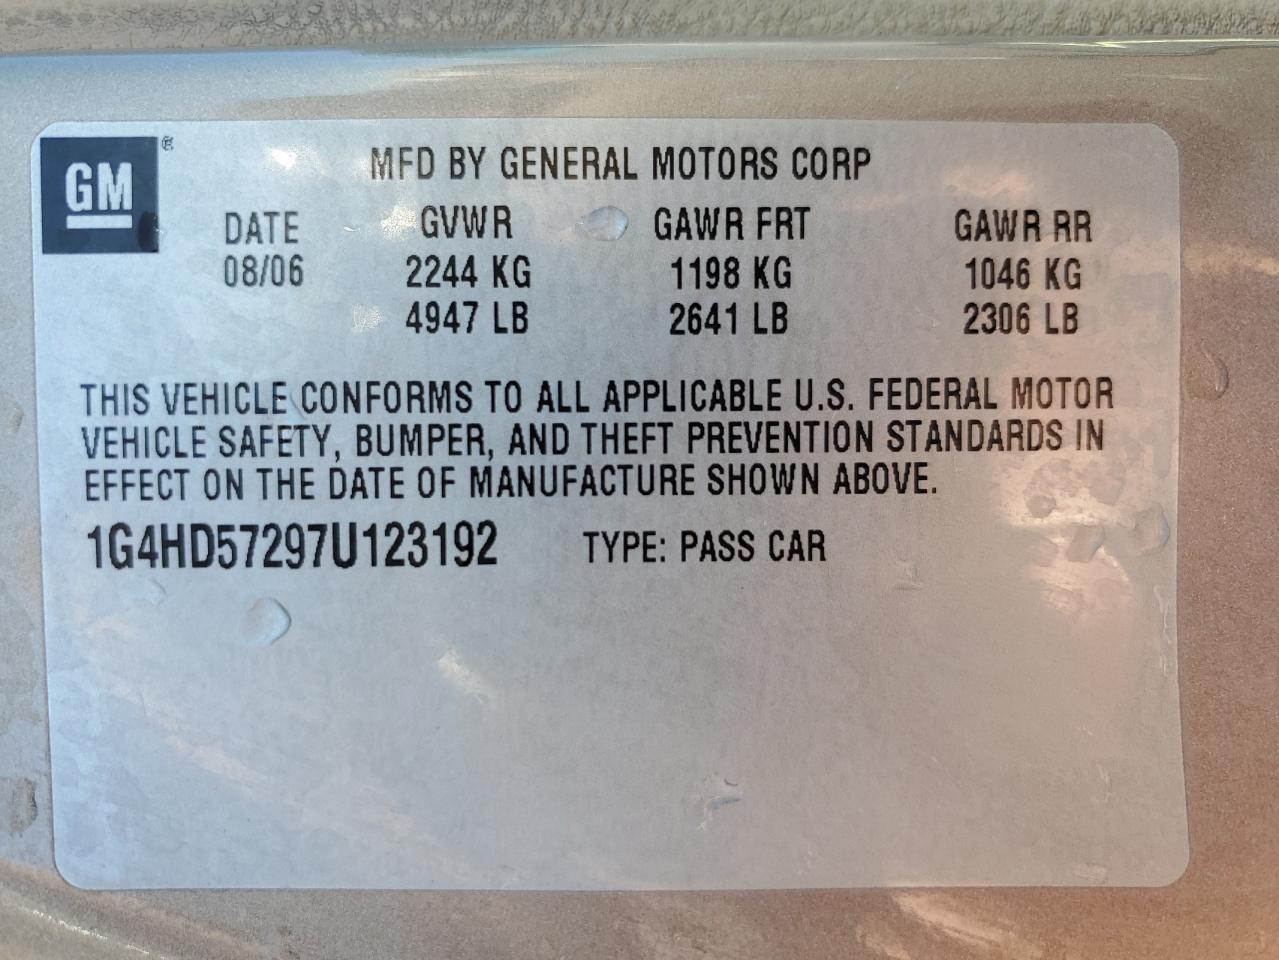 GM ®
MFD BY GENERAL MOTORS CORP
DATE GVWR GAWR FRT GAWR RR
08/06 2244 KG 1198 KG 1046 KG
4947 LB 2641 LB 2306 LB
THIS VEHICLE CONFORMS TO ALL APPLICABLE U.S. FEDERAL MOTOR
VEHICLE SAFETY, BUMPER, AND THEFT PREVENTION STANDARDS IN
EFFECT ON THE DATE OF MANUFACTURE SHOWN ABOVE.
1G4HD57297U123192 TYPE: PASS CAR